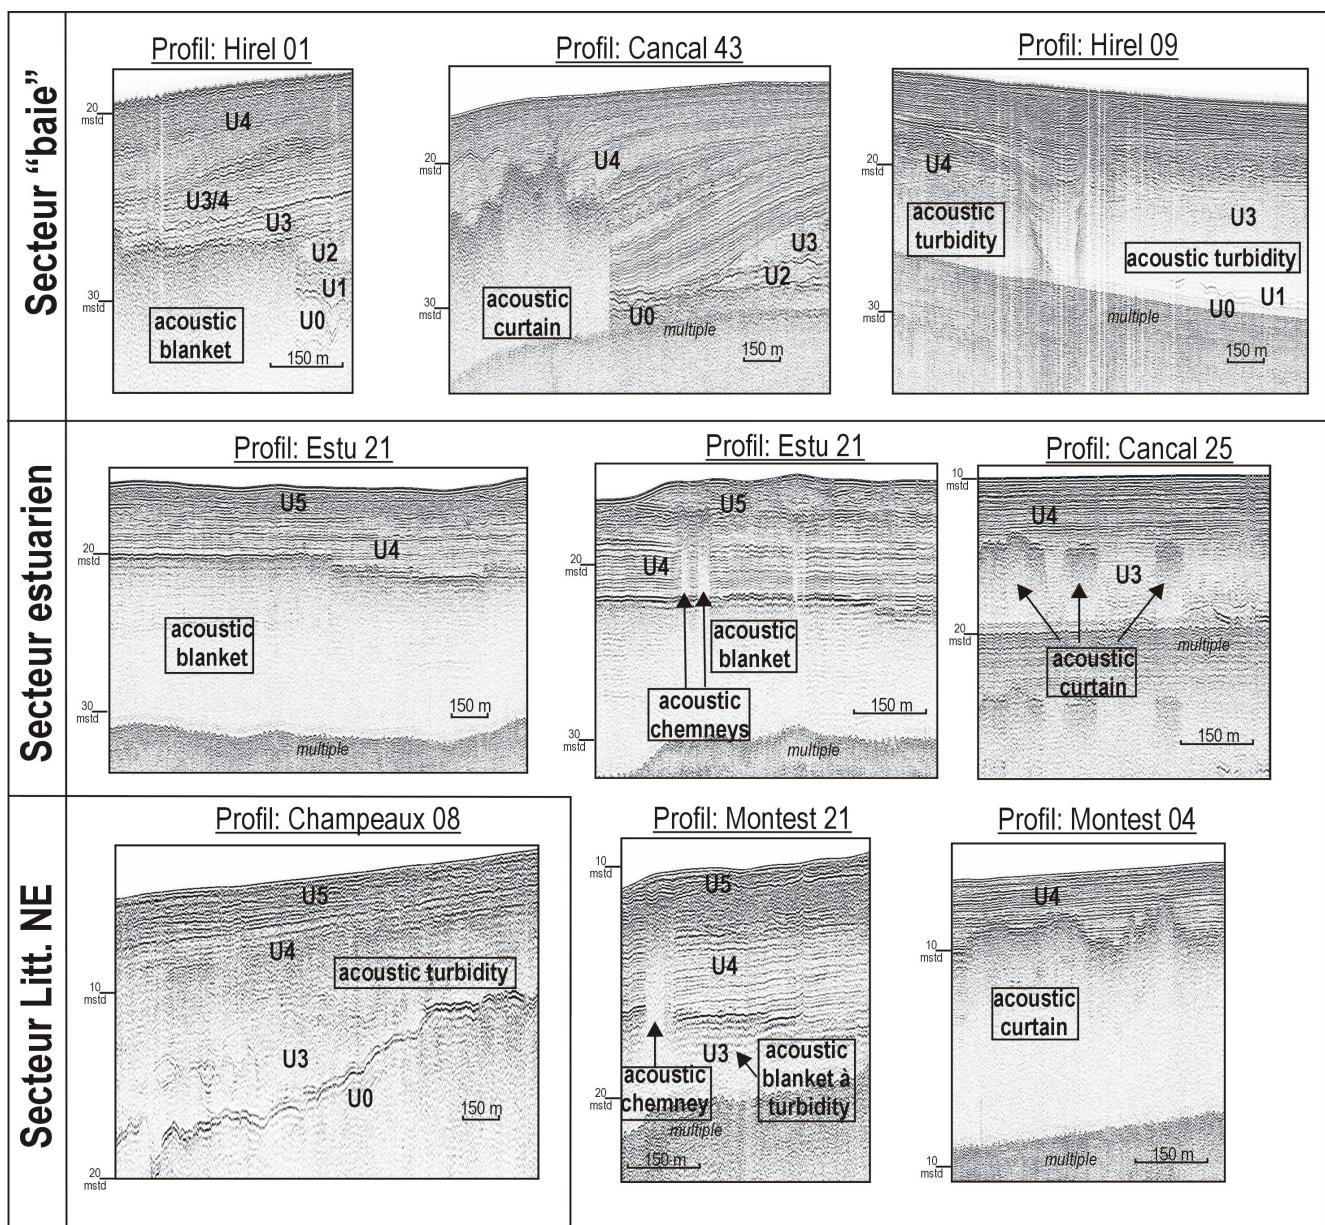 Secteur “baie”
Profil: Hirel 01
20
mstd
U4
U3/4
U3
U2
U1
U0
30
mstd
acoustic
blanket
150 m
Profil: Cancal 43
20
mstd
U4
U3
U2
U0
30
mstd
acoustic
curtain
multiple
150 m
Profil: Hirel 09
20
mstd
U4
acoustic
turbidity
U3
acoustic turbidity
U1
U0
30
mstd
multiple
150 m
Secteur estuarien
Profil: Estu 21
U5
20
mstd
U4
acoustic
blanket
150 m
30
mstd
multiple
Profil: Estu 21
U5
20
mstd
U4
acoustic
blanket
acoustic
chemneys
150 m
30
mstd
multiple
Profil: Cancal 25
10
mstd
U4
U3
20
mstd
multiple
acoustic
curtain
150 m
Secteur Litt. NE
Profil: Champeaux 08
U5
U4
acoustic turbidity
10
mstd
U3
U0
150 m
20
mstd
Profil: Montest 21
10
mstd
U5
U4
U3
acoustic
chemney
acoustic
blanket à
turbidity
20
mstd
multiple
150 m
Profil: Montest 04
U4
10
mstd
acoustic
curtain
10
mstd
multiple
150 m